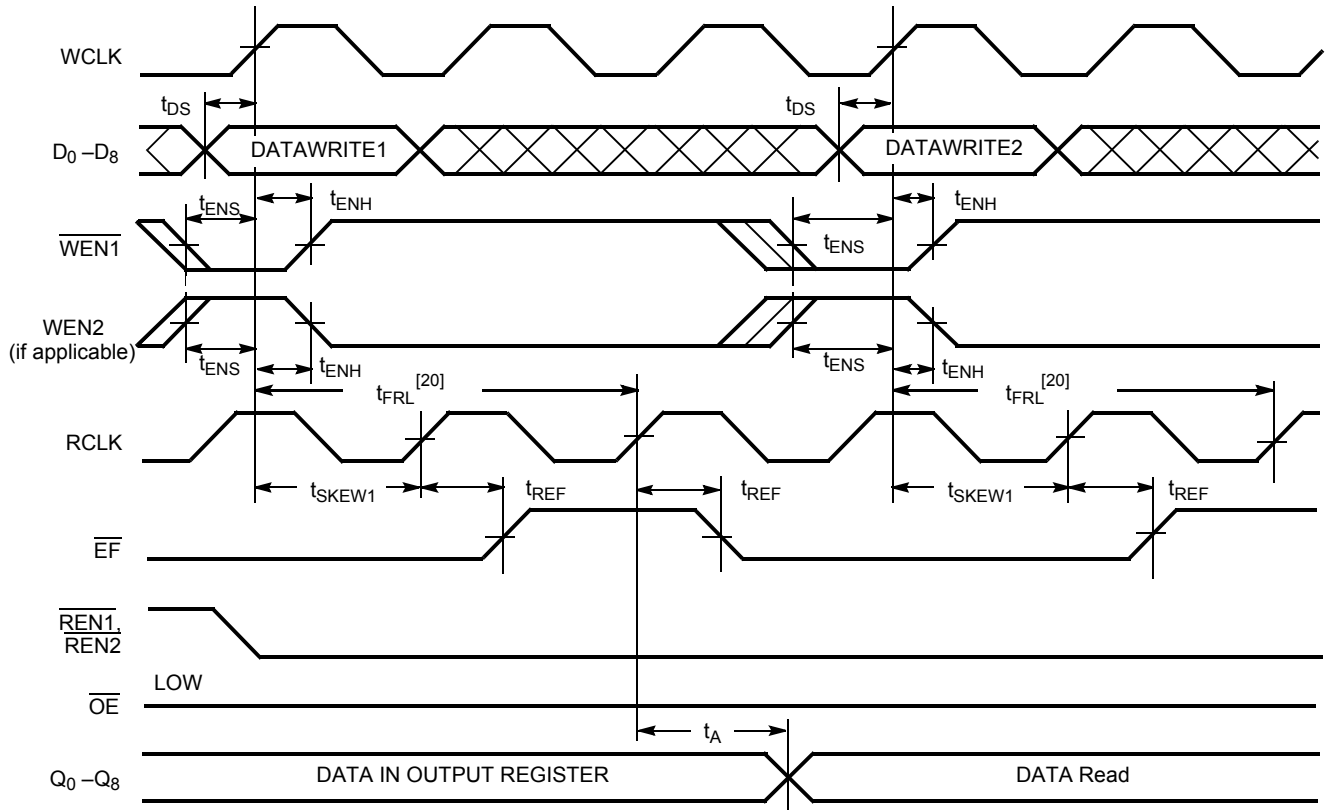 WCLK
tDS
tDS
D0 –D8
DATAWRITE1
DATAWRITE2
tENS
tENH
tENH
WEN1
tENS
WEN2
(if applicable)
tENS
tENH
tENS
tENH
tFRL[20]
tFRL[20]
RCLK
tSKEW1
tREF
tREF
tSKEW1
tREF
EF
REN1,
REN2
LOW
OE
tA
Q0 –Q8
DATA IN OUTPUT REGISTER
DATA Read